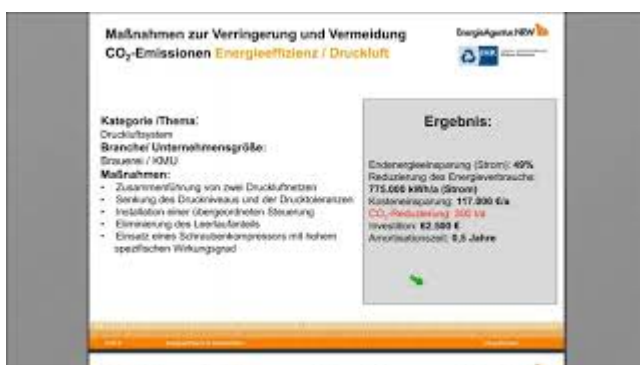 Maßnahmen zur Verringerung und Vermeidung
EnergieAgentur.NRW
CO₂-Emissionen Energieeffizienz / Druckluft
IHK
Kategorie /Thema:
Druckluftsystem
Branche/ Unternehmensgröße:
Brauerei / KMU
Maßnahmen:
- Zusammenführung von zwei Druckluftnetzen
- Senkung des Druckniveaus und der Drucktoleranzen
- Installation einer übergeordneten Steuerung
- Eliminierung des Leerlaufanteils
- Einsatz eines Schraubenkompressors mit hohem
spezifischen Wirkungsgrad
Ergebnis:
Endenergieeinsparung (Strom): 49%
Reduzierung des Energieverbrauchs:
775.000 kWh/a (Strom)
Kosteneinsparung: 117.000 €/a
CO₂-Reduzierung: 300 t/a
Investition: 62.500 €
Amortisationszeit: 0,5 Jahre